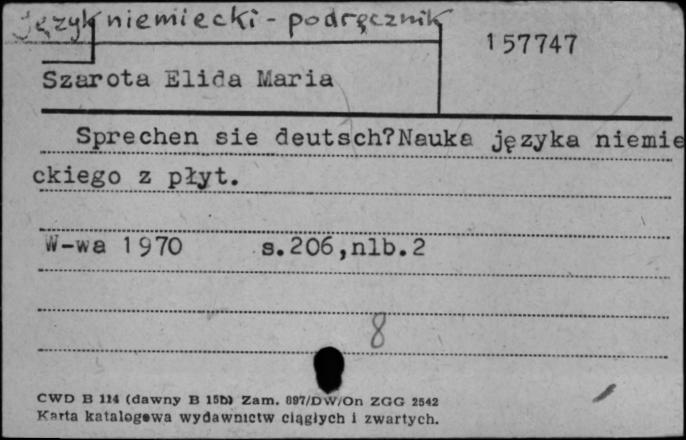 język niemiecki - podręcznik
157747
Szarota Elida Maria
Sprechen sie deutsch?Nauka języka niemie
ckiego z płyt.
W-wa 1970 s.206,nlb.2
8
CWD B 114 (dawny B 15b) Zam. 897/DW/On ZGG 2542
Karta katalogowa wydawnictw ciągłych i zwartych.